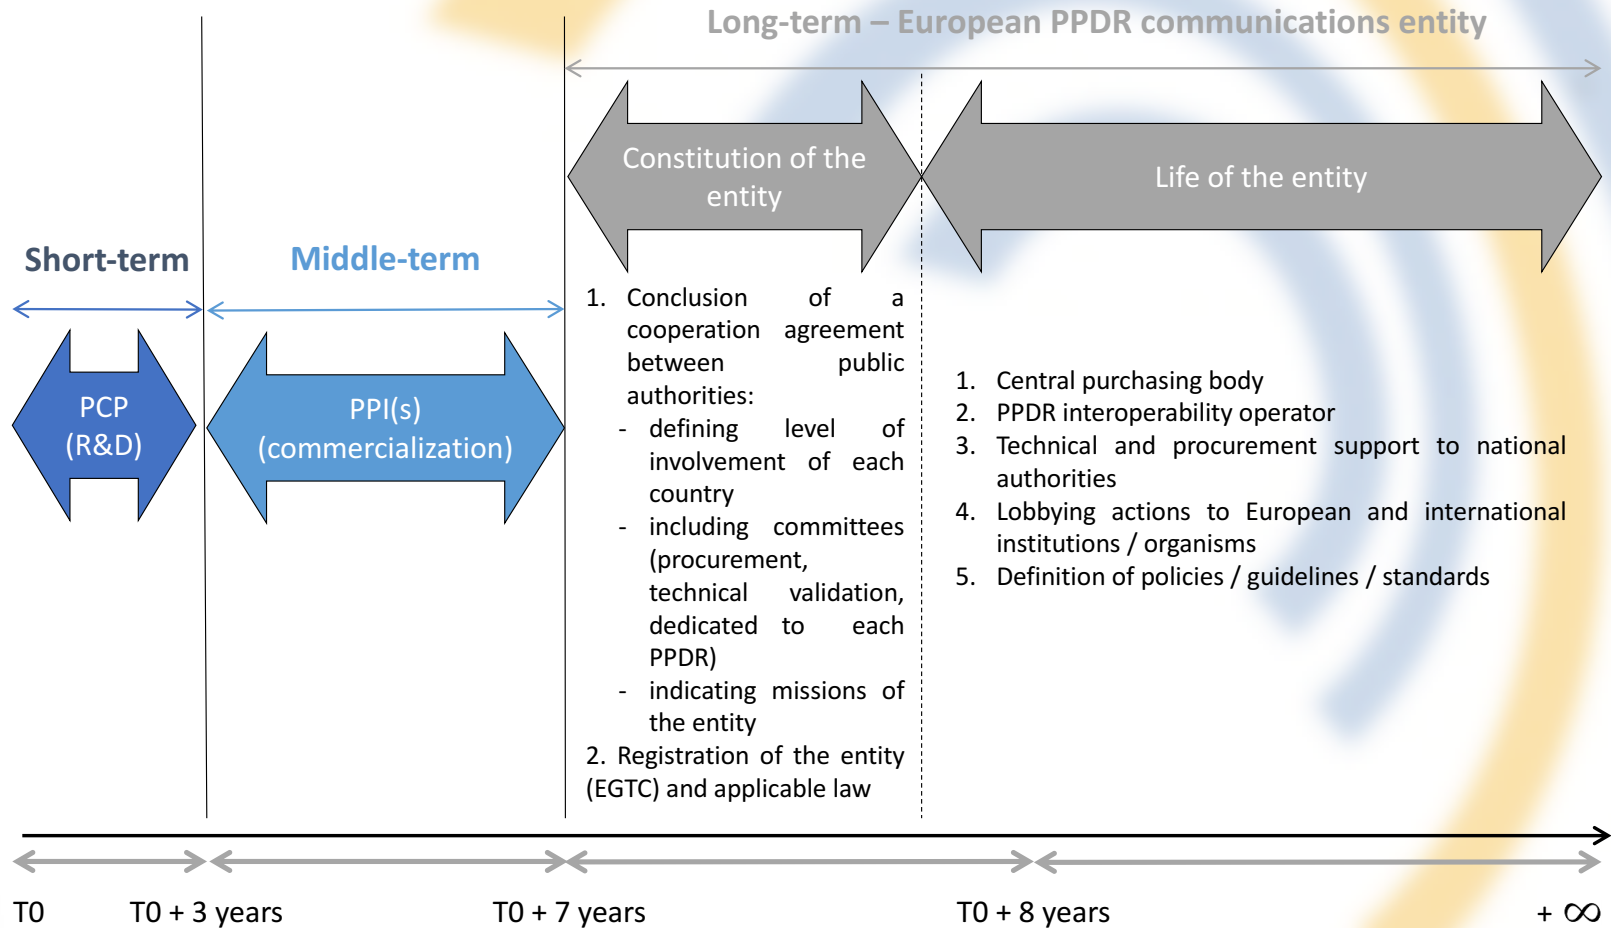 Long-term – European PPDR communications entity
Constitution of the
entity
Life of the entity
Short-term
Middle-term
PCP
(R&D)
PPI(s)
(commercialization)
1. Conclusion of a
cooperation agreement
between public
authorities:
- defining level of
involvement of each
country
- including committees
(procurement,
technical validation,
dedicated to each
PPDR)
- indicating missions of
the entity
2. Registration of the entity
(EGTC) and applicable law
1. Central purchasing body
2. PPDR interoperability operator
3. Technical and procurement support to national
authorities
4. Lobbying actions to European and international
institutions / organisms
5. Definition of policies / guidelines / standards
T0
T0 + 3 years
T0 + 7 years
T0 + 8 years
+ ∞